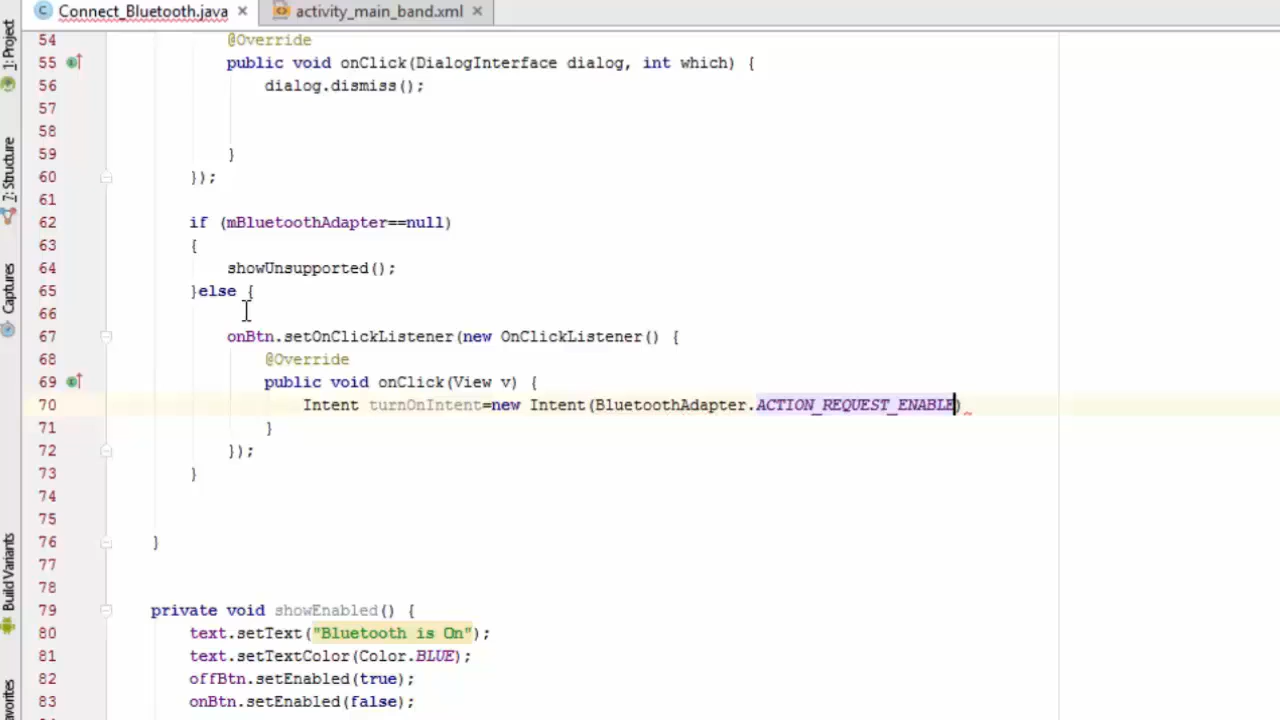 Connect_Bluetooth.java
activity_main_band.xml
1: Project
7: Structure
Captures
Build Variants
avorites
54 @Override
55 public void onClick(DialogInterface dialog, int which) {
56 dialog.dismiss();
57
58
59 }
60 });
61
62 if (mBluetoothAdapter==null)
63 {
64 showUnsupported();
65 }else {
66
67 onBtn.setOnClickListener(new OnClickListener() {
68 @Override
69 public void onClick(View v) {
70 Intent turnOnIntent=new Intent(BluetoothAdapter.ACTION_REQUEST_ENABLE)
71 }
72 });
73 }
74
75
76 }
77
78
79 private void showEnabled() {
80 text.setText("Bluetooth is On");
81 text.setTextColor(Color.BLUE);
82 offBtn.setEnabled(true);
83 onBtn.setEnabled(false);